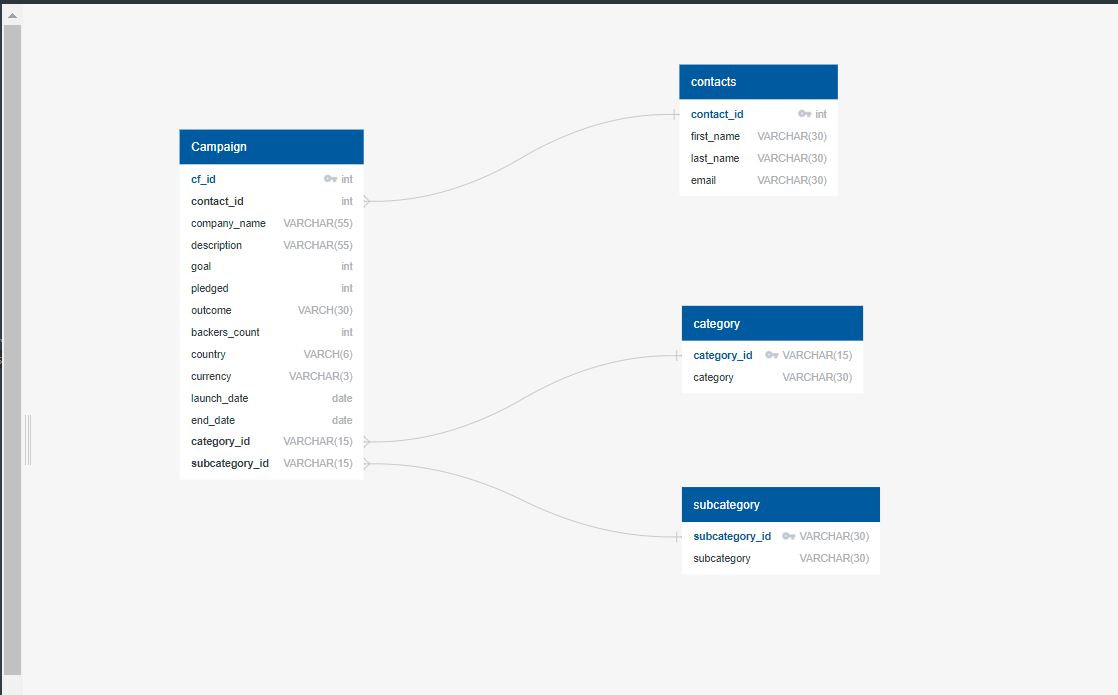 Campaign
cf_id int
contact_id int
company_name VARCHAR(55)
description VARCHAR(55)
goal int
pledged int
outcome VARCH(30)
backers_count int
country VARCH(6)
currency VARCHAR(3)
launch_date date
end_date date
category_id VARCHAR(15)
subcategory_id VARCHAR(15)
contacts
contact_id int
first_name VARCHAR(30)
last_name VARCHAR(30)
email VARCHAR(30)
category
category_id VARCHAR(15)
category VARCHAR(30)
subcategory
subcategory_id VARCHAR(30)
subcategory VARCHAR(30)